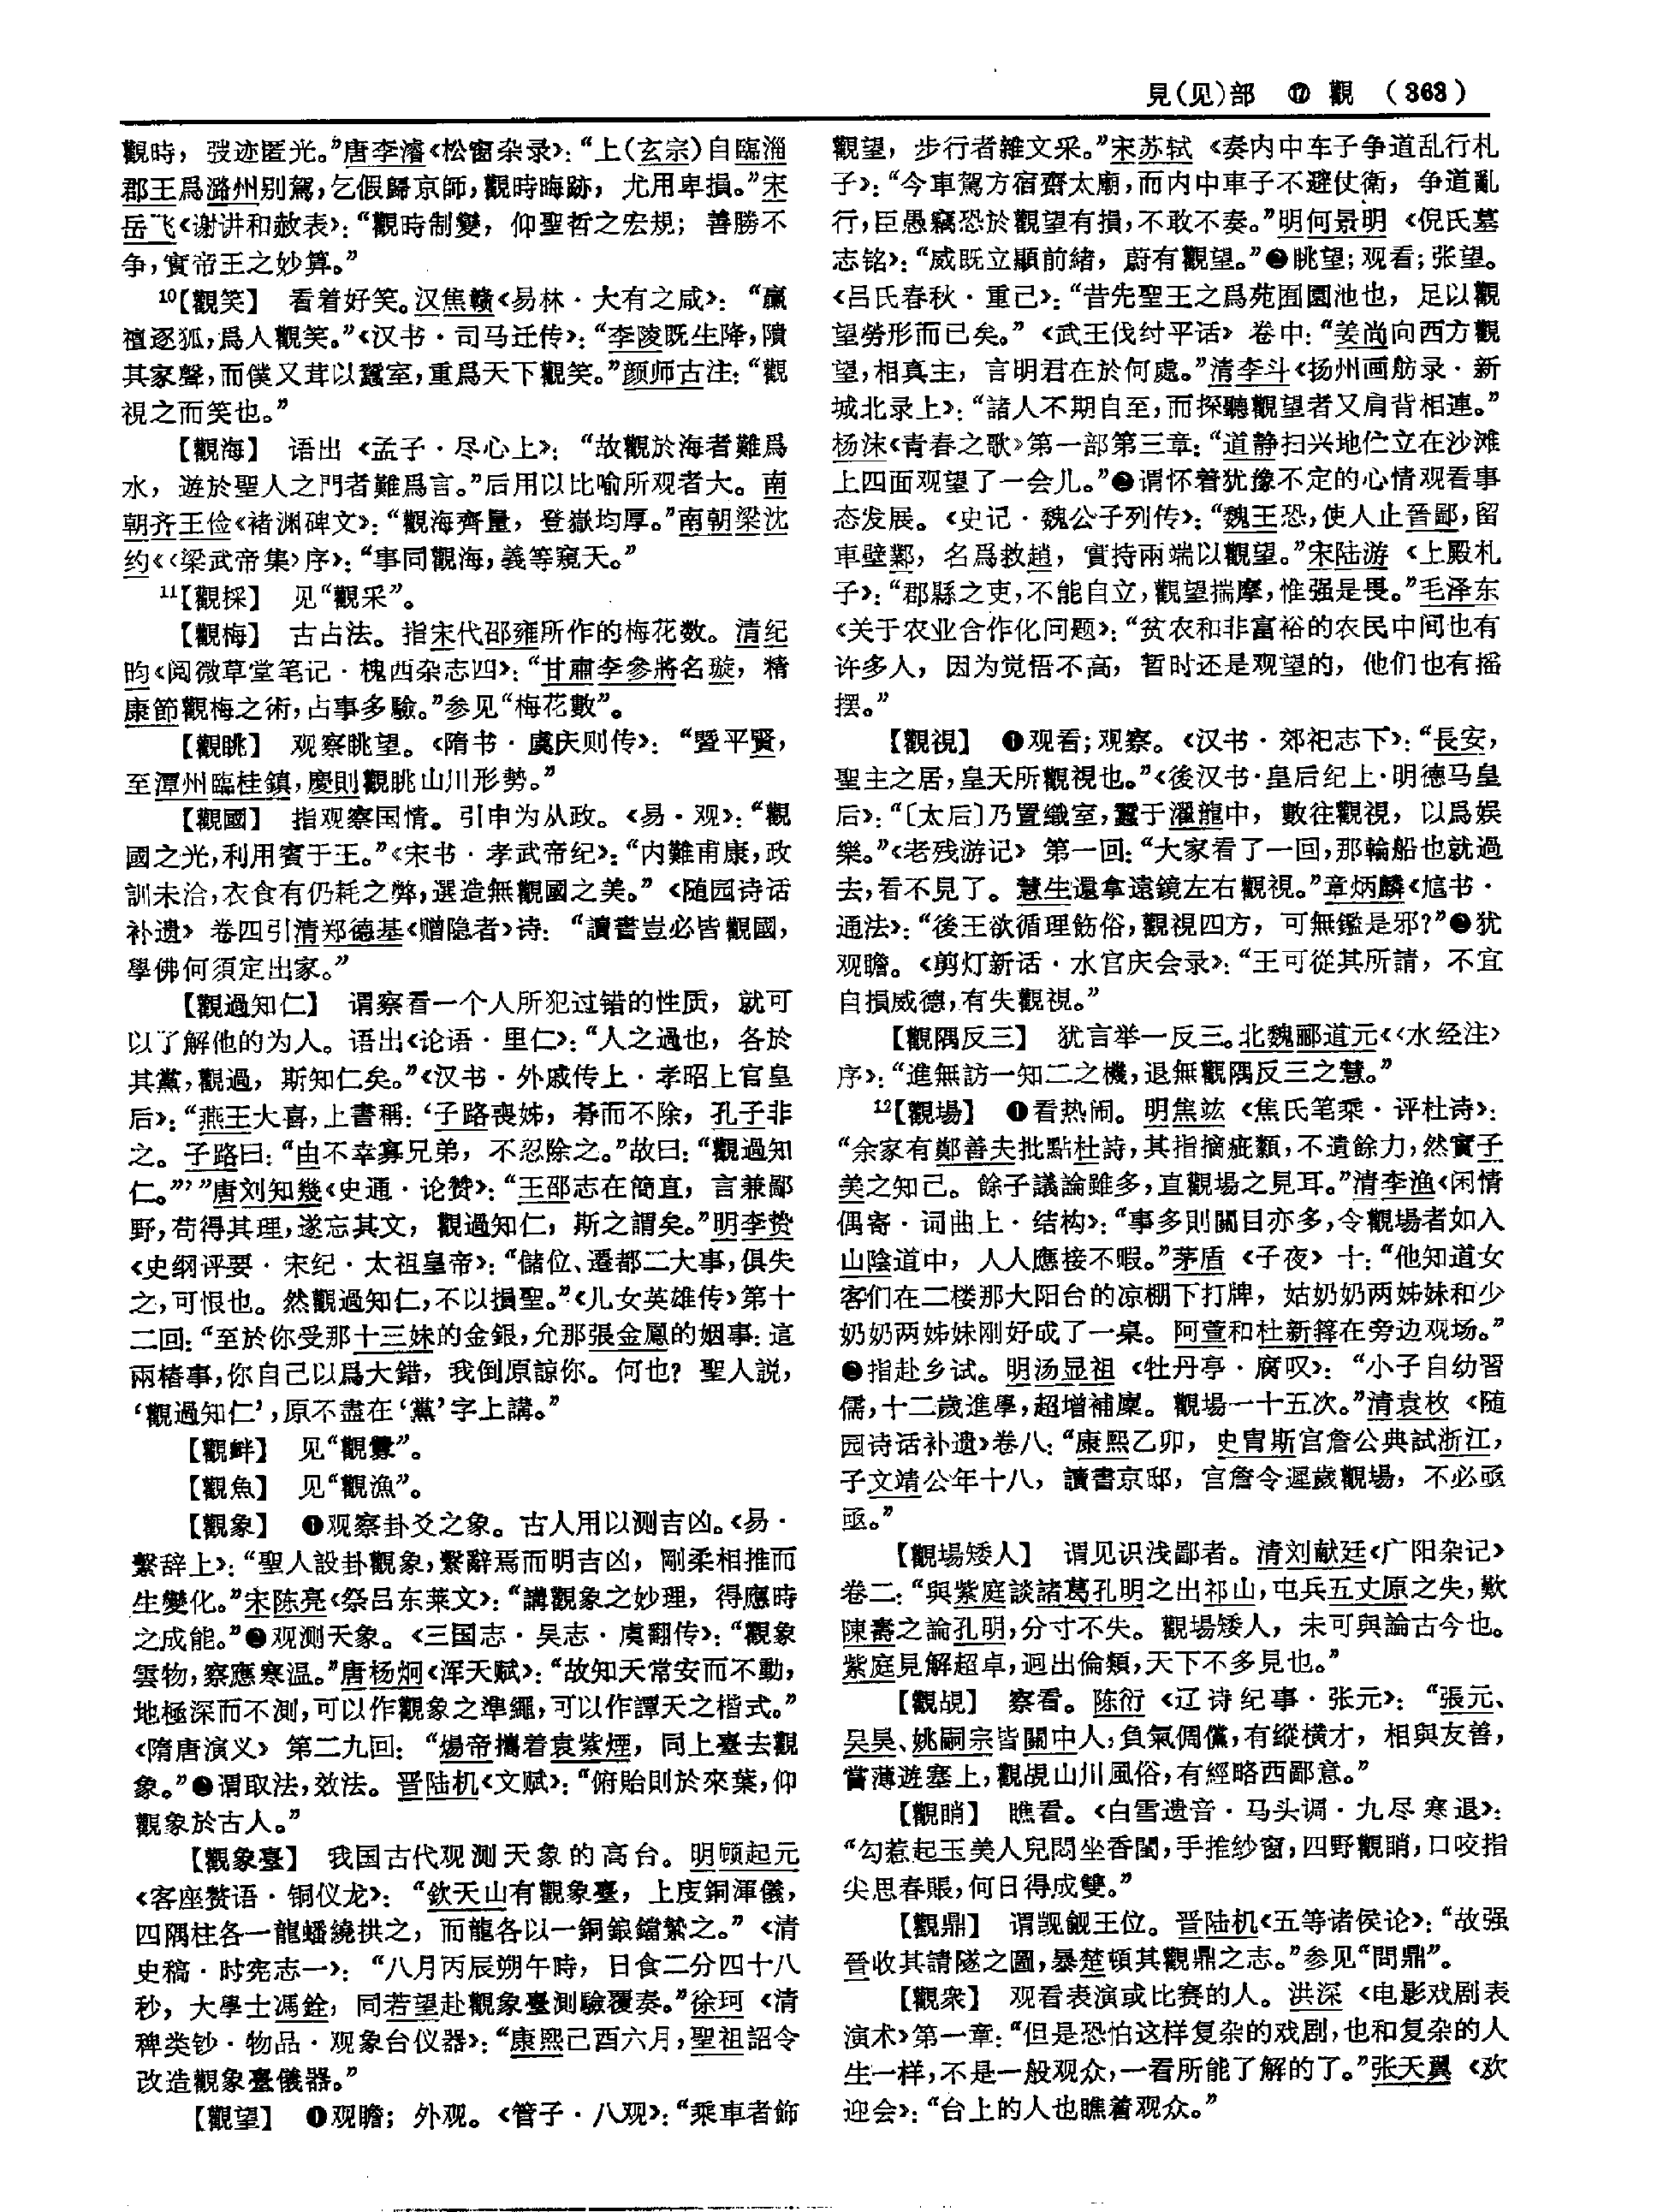 見(见)部 ⑰ 觀 (363)
觀時，弢迹匿光。”唐李濬《松窗杂录》：“上(玄宗)自臨淄
郡王爲潞州别駕，乞假歸京師，觀時晦跡，尤用卑損。”宋
岳飞《谢讲和赦表》：“觀時制變，仰聖哲之宏規；善勝不
争，實帝王之妙算。”
10【觀笑】 看着好笑。汉焦赣《易林·大有之咸》：“裸
襢逐狐，爲人觀笑。”《汉书·司马迁传》：“李陵既生降，隤
其家聲，而僕又茸以蠶室，重爲天下觀笑。”颜师古注：“觀
視之而笑也。”
【觀海】 语出《孟子·尽心上》：“故觀於海者難爲
水，遊於聖人之門者難爲言。”后用以比喻所观者大。南
朝齐王俭《褚渊碑文》：“觀海齊量，登嶽均厚。”南朝梁沈
约《〈梁武帝集〉序》：“事同觀海，義等窺天。”
11【觀採】 见“觀采”。
【觀梅】 古占法。指宋代邵雍所作的梅花数。清纪
昀《阅微草堂笔记·槐西杂志四》：“甘肅李參將名璇，精
康節觀梅之術，占事多驗。”参见“梅花數”。
【觀眺】 观察眺望。《隋书·虞庆则传》：“暨平賢，
至潭州臨桂鎮，慶則觀眺山川形勢。”
【觀國】 指观察国情。引申为从政。《易·观》：“觀
國之光，利用賓于王。”《宋书·孝武帝纪》：“内難甫康，政
訓未洽，衣食有仍耗之弊，選造無觀國之美。”《随园诗话
补遗》卷四引清郑德基《赠隐者》诗：“讀書豈必皆觀國，
學佛何須定出家。”
【觀過知仁】 谓察看一个人所犯过错的性质，就可
以了解他的为人。语出《论语·里仁》：“人之過也，各於
其黨，觀過，斯知仁矣。”《汉书·外戚传上·孝昭上官皇
后》：“燕王大喜，上書稱：‘子路喪姊，朞而不除，孔子非
之。子路曰：“由不幸寡兄弟，不忍除之。”故曰：“觀過知
仁。”’”唐刘知幾《史通·论赞》：“王邵志在簡直，言兼鄙
野，苟得其理，遂忘其文，觀過知仁，斯之謂矣。”明李贽
《史纲评要·宋纪·太祖皇帝》：“儲位、遷都二大事，俱失
之，可恨也。然觀過知仁，不以損聖。”《儿女英雄传》第十
二回：“至於你受那十三妹的金銀，允那張金鳳的姻事：這
兩樁事，你自己以爲大錯，我倒原諒你。何也？聖人説，
‘觀過知仁’，原不盡在‘黨’字上講。”
【觀衅】 见“觀釁”。
【觀魚】 见“觀漁”。
【觀象】 ❶观察卦爻之象。古人用以测吉凶。《易·
繫辞上》：“聖人設卦觀象，繫辭焉而明吉凶，剛柔相推而
生變化。”宋陈亮《祭吕东莱文》：“講觀象之妙理，得應時
之成能。”❷观测天象。《三国志·吴志·虞翻传》：“觀象
雲物，察應寒温。”唐杨炯《浑天赋》：“故知天常安而不動，
地極深而不測，可以作觀象之準繩，可以作譚天之楷式。”
《隋唐演义》第二九回：“煬帝攜着袁紫煙，同上臺去觀
象。”❸谓取法，效法。晋陆机《文赋》：“俯貽則於來葉，仰
觀象於古人。”
【觀象臺】 我国古代观测天象的高台。明顾起元
《客座赘语·铜仪龙》：“欽天山有觀象臺，上庋銅渾儀，
四隅柱各一龍蟠繞拱之，而龍各以一銅鋃鐺縶之。”《清
史稿·时宪志一》：“八月丙辰朔午時，日食二分四十八
秒，大學士馮銓，同若望赴觀象臺測驗覆奏。”徐珂《清
稗类钞·物品·观象台仪器》：“康熙己酉六月，聖祖詔令
改造觀象臺儀器。”
【觀望】 ❶观瞻；外观。《管子·八观》：“乘車者飾
觀望，步行者雜文采。”宋苏轼《奏内中车子争道乱行札
子》：“今車駕方宿齋太廟，而内中車子不避仗衛，争道亂
行，臣愚竊恐於觀望有損，不敢不奏。”明何景明《倪氏墓
志铭》：“威既立顯前緒，蔚有觀望。”❷眺望；观看；张望。
《吕氏春秋·重己》：“昔先聖王之爲苑囿園池也，足以觀
望勞形而已矣。”《武王伐纣平话》卷中：“姜尚向西方觀
望，相真主，言明君在於何處。”清李斗《扬州画舫录·新
城北录上》：“諸人不期自至，而探聽觀望者又肩背相連。”
杨沫《青春之歌》第一部第三章：“道静扫兴地伫立在沙滩
上四面观望了一会儿。”❸谓怀着犹豫不定的心情观看事
态发展。《史记·魏公子列传》：“魏王恐，使人止晉鄙，留
車壁鄴，名爲救趙，實持兩端以觀望。”宋陆游《上殿札
子》：“郡縣之吏，不能自立，觀望揣摩，惟强是畏。”毛泽东
《关于农业合作化问题》：“贫农和非富裕的农民中间也有
许多人，因为觉悟不高，暂时还是观望的，他们也有摇
摆。”
【觀視】 ❶观看；观察。《汉书·郊祀志下》：“長安，
聖主之居，皇天所觀視也。”《後汉书·皇后纪上·明德马皇
后》：“〔太后〕乃置織室，蠶于濯龍中，數往觀視，以爲娱
樂。”《老残游记》第一回：“大家看了一回，那輪船也就過
去，看不見了。慧生還拿遠鏡左右觀視。”章炳麟《訄书·
通法》：“後王欲循理飭俗，觀視四方，可無鑑是邪？”❷犹
观瞻。《剪灯新话·水宫庆会录》：“王可從其所請，不宜
自損威德，有失觀視。”
【觀隅反三】 犹言举一反三。北魏郦道元《〈水经注〉
序》：“進無訪一知二之機，退無觀隅反三之慧。”
12【觀場】 ❶看热闹。明焦竑《焦氏笔乘·评杜诗》：
“余家有鄭善夫批點杜詩，其指摘疵纇，不遺餘力，然實子
美之知己。餘子議論雖多，直觀場之見耳。”清李渔《闲情
偶寄·词曲上·结构》：“事多則關目亦多，令觀場者如入
山陰道中，人人應接不暇。”茅盾《子夜》十：“他知道女
客们在二楼那大阳台的凉棚下打牌，姑奶奶两姊妹和少
奶奶两姊妹刚好成了一桌。阿萱和杜新箨在旁边观场。”
❷指赴乡试。明汤显祖《牡丹亭·腐叹》：“小子自幼習
儒，十二歲進學，超增補廩。觀場一十五次。”清袁枚《随
园诗话补遗》卷八：“康熙乙卯，史胄斯宫詹公典試浙江，
子文靖公年十八，讀書京邸，宫詹令遲歲觀場，不必亟
亟。”
【觀場矮人】 谓见识浅鄙者。清刘献廷《广阳杂记》
卷二：“與紫庭談諸葛孔明之出祁山，屯兵五丈原之失，歎
陳壽之論孔明，分寸不失。觀場矮人，未可與論古今也。
紫庭見解超卓，迥出倫類，天下不多見也。”
【觀覘】 察看。陈衍《辽诗纪事·张元》：“張元、
吴昊、姚嗣宗皆關中人，負氣倜儻，有縱横才，相與友善，
嘗薄遊塞上，觀覘山川風俗，有經略西鄙意。”
【觀睄】 瞧看。《白雪遗音·马头调·九尽寒退》：
“勾惹起玉美人兒悶坐香閨，手推紗窗，四野觀睄，口咬指
尖思春賬，何日得成雙。”
【觀鼎】 谓觊觎王位。晋陆机《五等诸侯论》：“故强
晉收其請隧之圖，暴楚頓其觀鼎之志。”参见“問鼎”。
【觀衆】 观看表演或比赛的人。洪深《电影戏剧表
演术》第一章：“但是恐怕这样复杂的戏剧，也和复杂的人
生一样，不是一般观众，一看所能了解的了。”张天翼《欢
迎会》：“台上的人也瞧着观众。”